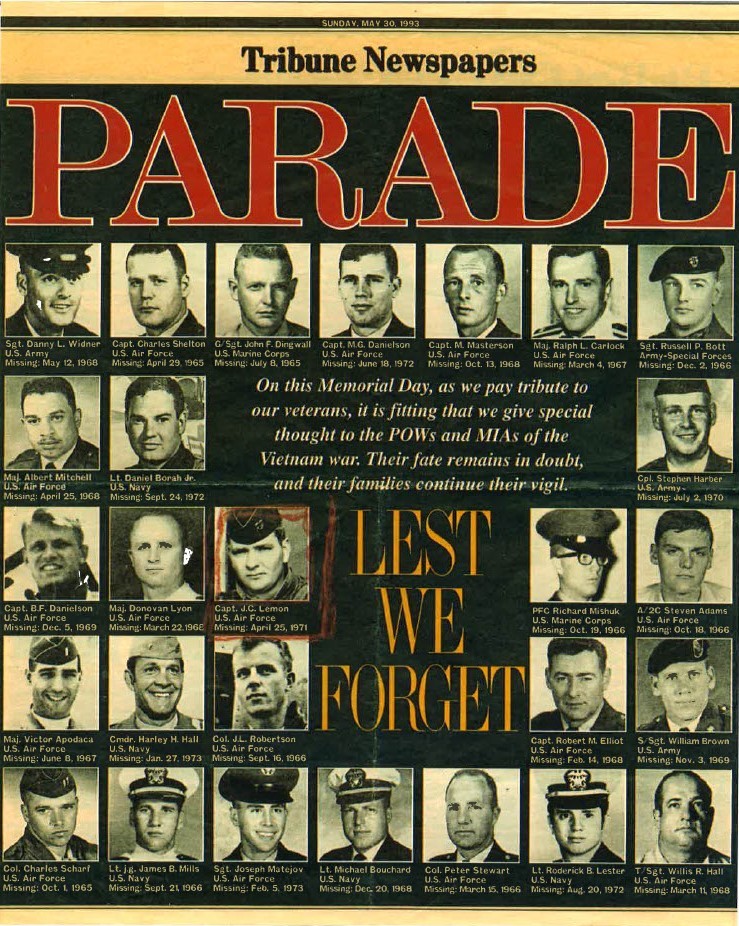 SUNDAY, MAY 30, 1993
Tribune Newspapers
PARADE
Sgt. Danny L. Widner
U.S. Army
Missing: May 12, 1968
Capt. Charles Shelton
U.S. Air Force
Missing: April 29, 1965
G/Sgt. John F. Dingwall
U.S. Marine Corps
Missing: July 8, 1965
Capt. M.G. Danielson
U.S. Air Force
Missing: June 18, 1972
Capt. M. Masterson
U.S. Air Force
Missing: Oct. 13, 1968
Maj. Ralph L. Carlock
U.S. Air Force
Missing: March 4, 1967
Sgt. Russell P. Bott
Army-Special Forces
Missing: Dec. 2, 1966
Maj. Albert Mitchell
U.S. Air Force
Missing: April 25, 1968
Lt. Daniel Borah Jr.
U.S. Navy
Missing: Sept. 24, 1972
On this Memorial Day, as we pay tribute to
our veterans, it is fitting that we give special
thought to the POWs and MIAs of the
Vietnam war. Their fate remains in doubt,
and their families continue their vigil.
Cpl. Stephen Harber
U.S. Army
Missing: July 2, 1970
Capt. B.F. Danielson
U.S. Air Force
Missing: Dec. 5, 1969
Maj. Donovan Lyon
U.S. Air Force
Missing: March 22, 1968
Capt. J.C. Lemon
U.S. Air Force
Missing: April 25, 1971
LEST
WE
FORGET
PFC Richard Mishuk
U.S. Marine Corps
Missing: Oct. 19, 1966
A/2C Steven Adams
U.S. Air Force
Missing: Oct. 18, 1966
Maj. Victor Apodaca
U.S. Air Force
Missing: June 8, 1967
Cmdr. Harley H. Hall
U.S. Navy
Missing: Jan. 27, 1973
Col. J.L. Robertson
U.S. Air Force
Missing: Sept. 16, 1966
Capt. Robert M. Elliot
U.S. Air Force
Missing: Feb. 14, 1968
S/Sgt. William Brown
U.S. Army
Missing: Nov. 3, 1969
Col. Charles Scharf
U.S. Air Force
Missing: Oct. 1, 1965
Lt. j.g. James B. Mills
U.S. Navy
Missing: Sept. 21, 1966
Sgt. Joseph Matejov
U.S. Air Force
Missing: Feb. 5, 1973
Lt. Michael Bouchard
U.S. Navy
Missing: Dec. 20, 1968
Col. Peter Stewart
U.S. Air Force
Missing: March 15, 1966
Lt. Roderick B. Lester
U.S. Navy
Missing: Aug. 20, 1972
T/Sgt. Willis R. Hall
U.S. Air Force
Missing: March 11, 1968